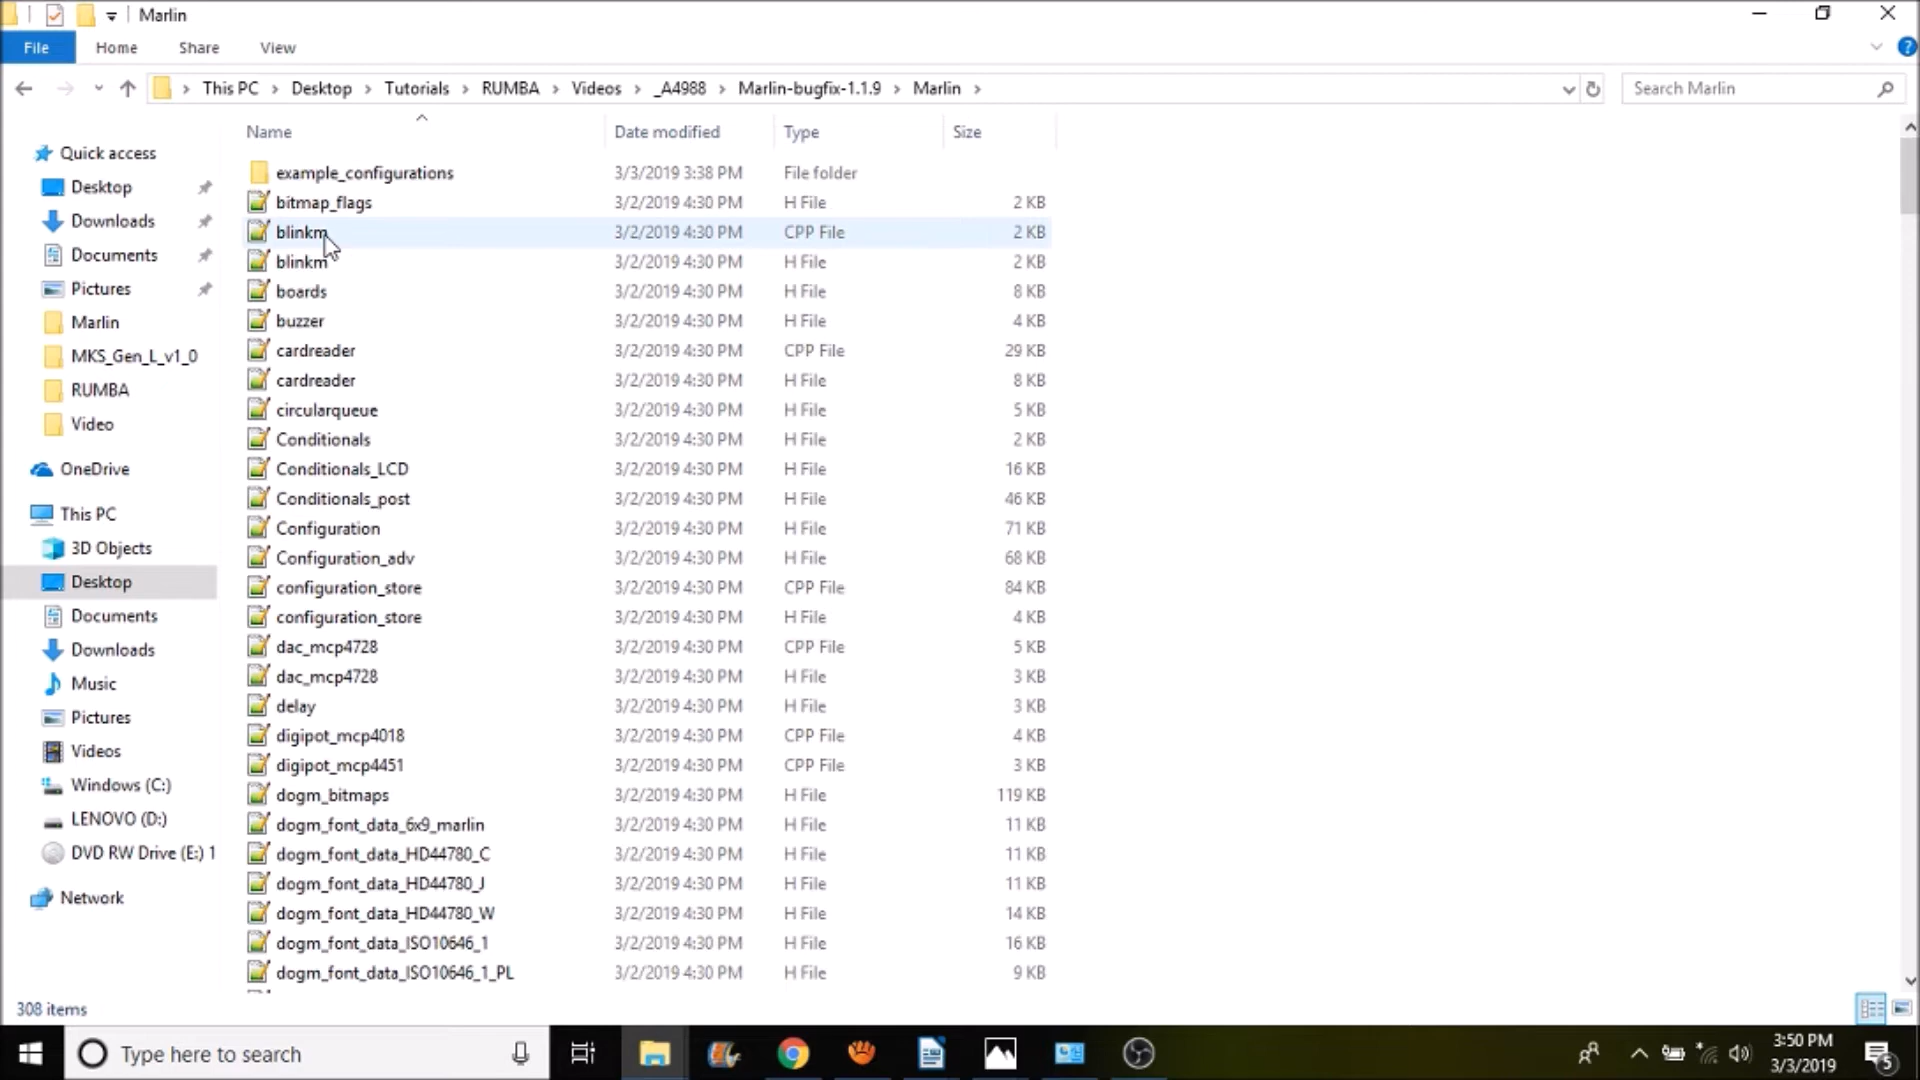 Marlin
File Home Share View
This PC Desktop Tutorials RUMBA Videos _A4988 Marlin-bugfix-1.1.9 Marlin
Search Marlin
Name Date modified Type Size
Quick access
Desktop
Downloads
Documents
Pictures
Marlin
MKS_Gen_L_v1_0
RUMBA
Video
OneDrive
This PC
3D Objects
Desktop
Documents
Downloads
Music
Pictures
Videos
Windows (C:)
LENOVO (D:)
DVD RW Drive (E:) 1
Network
example_configurations 3/3/2019 3:38 PM File folder
bitmap_flags 3/2/2019 4:30 PM H File 2 KB
blinkm 3/2/2019 4:30 PM CPP File 2 KB
blinkm 3/2/2019 4:30 PM H File 2 KB
boards 3/2/2019 4:30 PM H File 8 KB
buzzer 3/2/2019 4:30 PM H File 4 KB
cardreader 3/2/2019 4:30 PM CPP File 29 KB
cardreader 3/2/2019 4:30 PM H File 8 KB
circularqueue 3/2/2019 4:30 PM H File 5 KB
Conditionals 3/2/2019 4:30 PM H File 2 KB
Conditionals_LCD 3/2/2019 4:30 PM H File 16 KB
Conditionals_post 3/2/2019 4:30 PM H File 46 KB
Configuration 3/2/2019 4:30 PM H File 71 KB
Configuration_adv 3/2/2019 4:30 PM H File 68 KB
configuration_store 3/2/2019 4:30 PM CPP File 84 KB
configuration_store 3/2/2019 4:30 PM H File 4 KB
dac_mcp4728 3/2/2019 4:30 PM CPP File 5 KB
dac_mcp4728 3/2/2019 4:30 PM H File 3 KB
delay 3/2/2019 4:30 PM H File 3 KB
digipot_mcp4018 3/2/2019 4:30 PM CPP File 4 KB
digipot_mcp4451 3/2/2019 4:30 PM CPP File 3 KB
dogm_bitmaps 3/2/2019 4:30 PM H File 119 KB
dogm_font_data_6x9_marlin 3/2/2019 4:30 PM H File 11 KB
dogm_font_data_HD44780_C 3/2/2019 4:30 PM H File 11 KB
dogm_font_data_HD44780_J 3/2/2019 4:30 PM H File 11 KB
dogm_font_data_HD44780_W 3/2/2019 4:30 PM H File 14 KB
dogm_font_data_ISO10646_1 3/2/2019 4:30 PM H File 16 KB
dogm_font_data_ISO10646_1_PL 3/2/2019 4:30 PM H File 9 KB
308 items
Type here to search
3:50 PM
3/3/2019
5